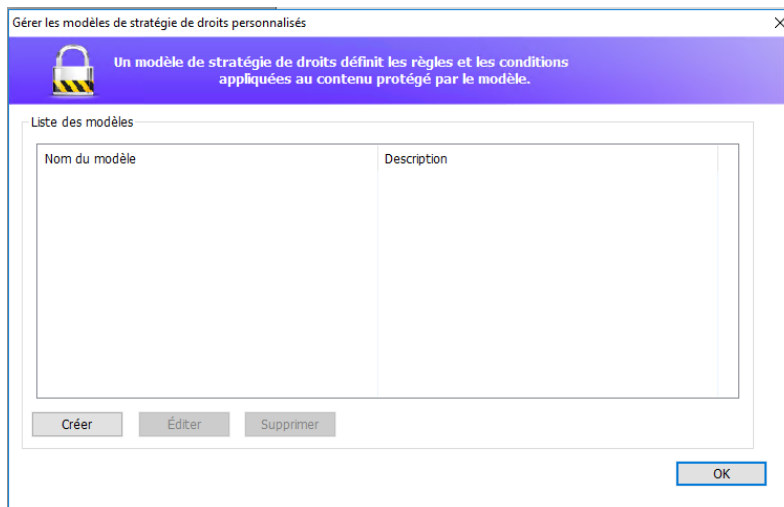 Gérer les modèles de stratégie de droits personnalisés
Un modèle de stratégie de droits définit les règles et les conditions
appliquées au contenu protégé par le modèle.
Liste des modèles
Nom du modèle Description
Créer Éditer Supprimer
OK